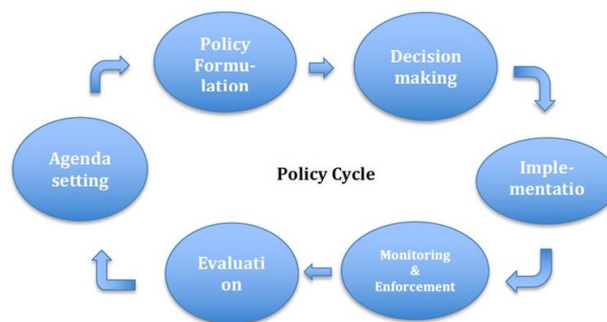 Policy
Formu-
lation
Decision
making
Agenda
setting
Policy Cycle
Imple-
mentatio
Evaluati
on
Monitoring
&
Enforcement